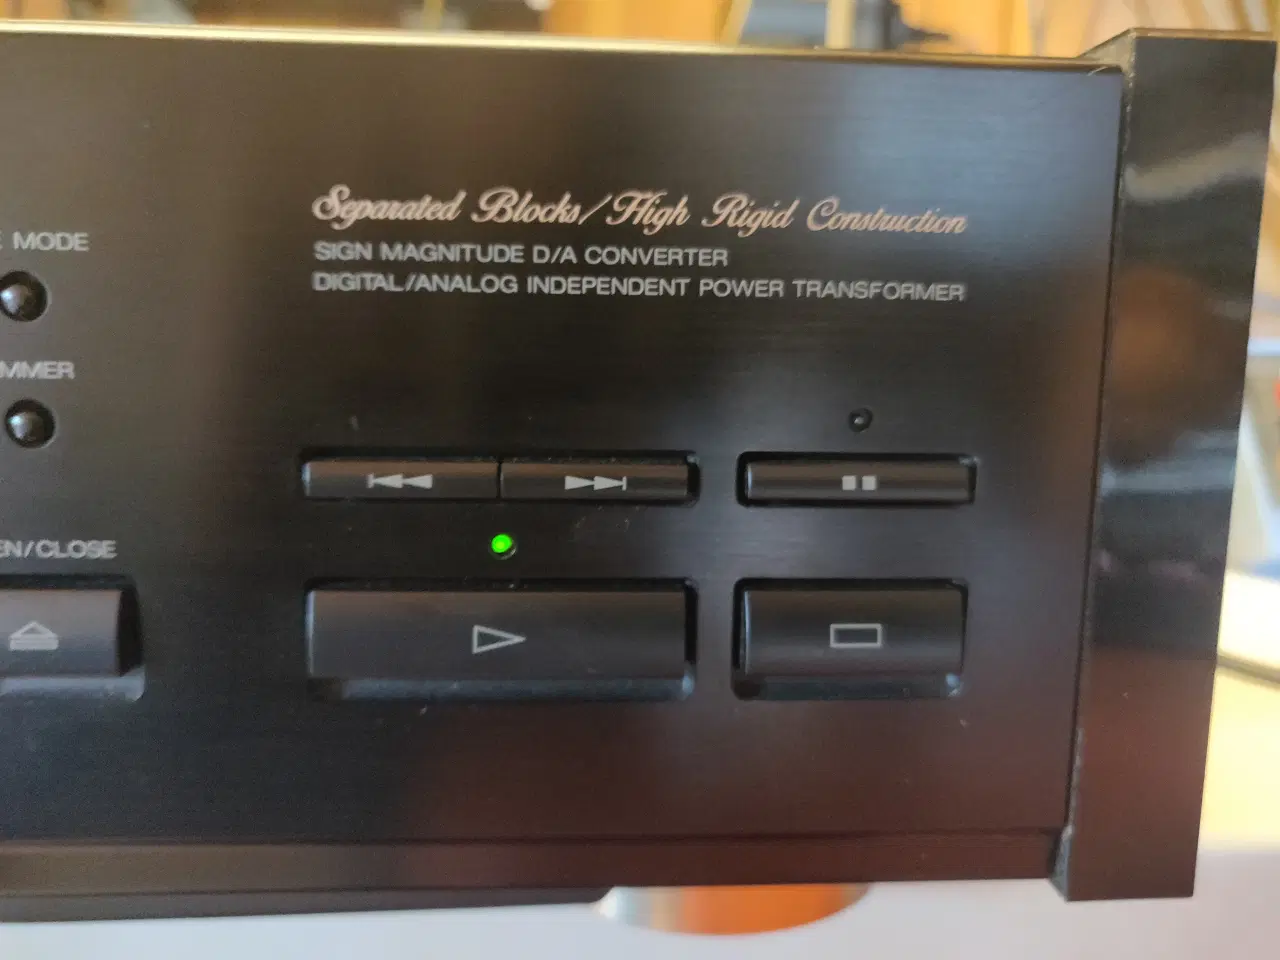 Separated Blocks/High Rigid Construction
SIGN MAGNITUDE D/A CONVERTER
DIGITAL/ANALOG INDEPENDENT POWER TRANSFORMER
MODE
MMER
EN/CLOSE